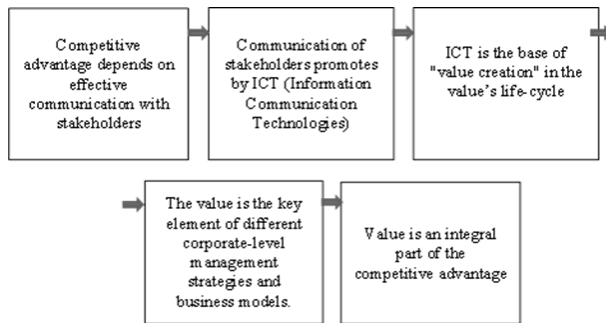 Competitive
advantage depends on
effective
communication with
stakeholders
Communication of
stakeholders promotes
by ICT (Information
Communication
Technologies)
ICT is the base of
"value creation" in the
value's life-cycle
The value is the key
element of different
corporate-level
management
strategies and
business models.
Value is an integral
part of the
competitive advantage